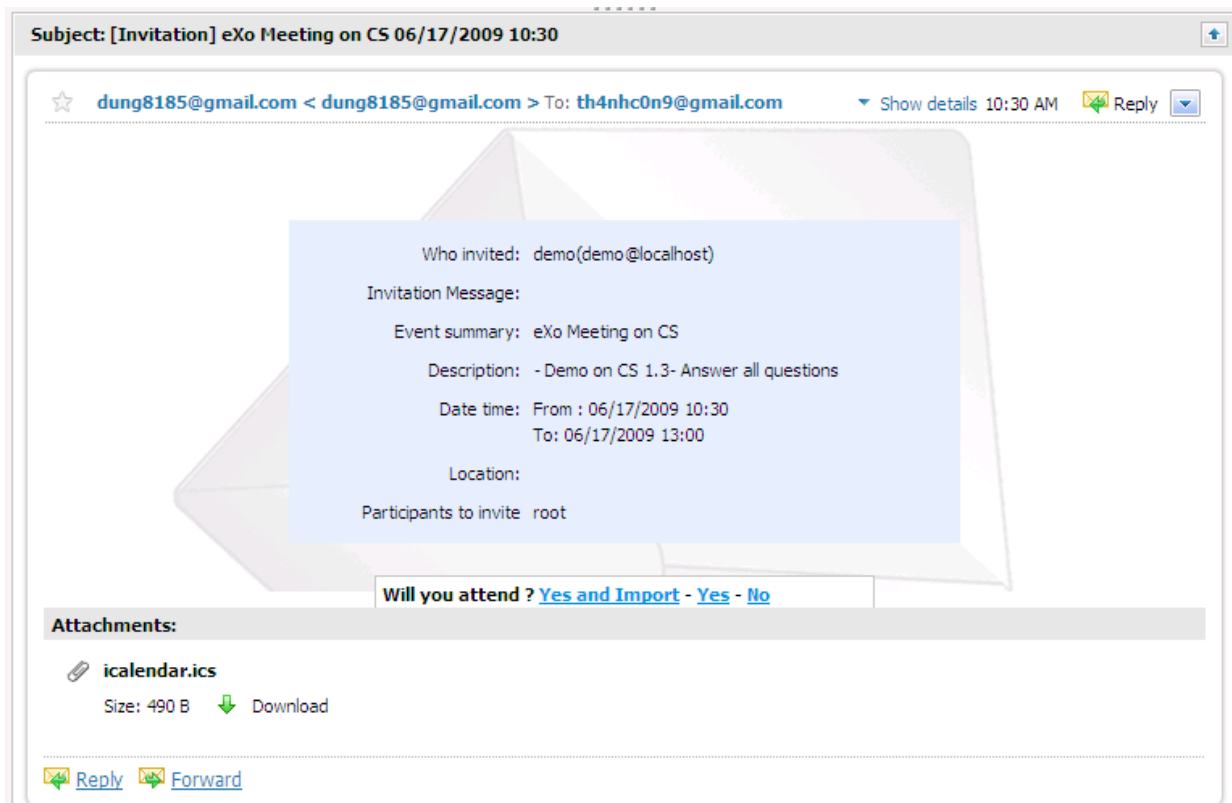 Subject: [Invitation] eXo Meeting on CS 06/17/2009 10:30
dung8185@gmail.com < dung8185@gmail.com > To: th4nhc0n9@gmail.com Show details 10:30 AM Reply
Who invited: demo(demo@localhost)
Invitation Message:
Event summary: eXo Meeting on CS
Description: - Demo on CS 1.3- Answer all questions
Date time: From : 06/17/2009 10:30
To: 06/17/2009 13:00
Location:
Participants to invite root
Will you attend ? Yes and Import - Yes - No
Attachments:
icalendar.ics
Size: 490 B Download
Reply Forward